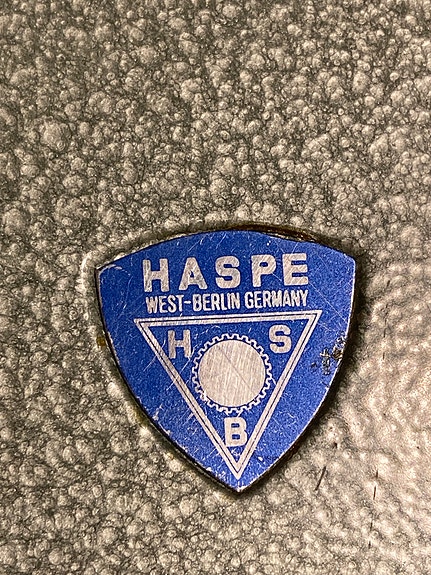 HASPE
WEST-BERLIN GERMANY
H S
B